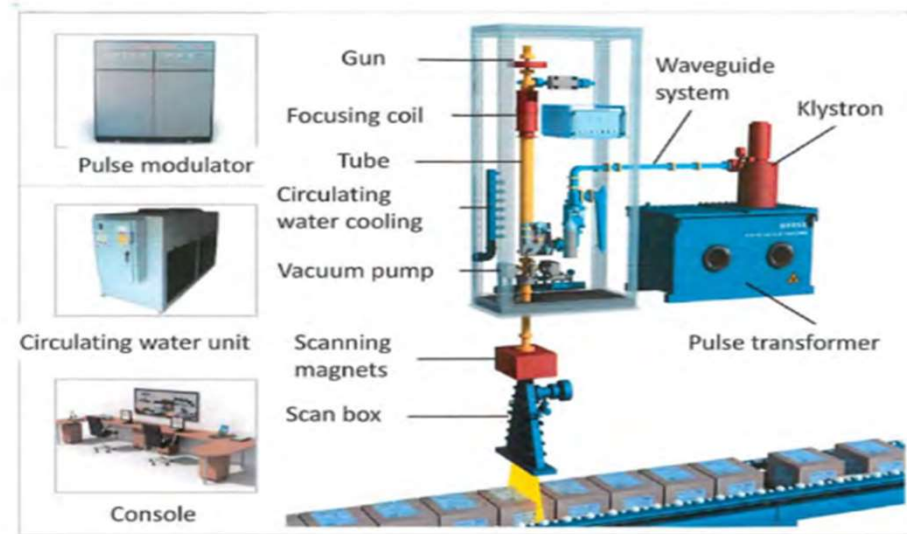 Pulse modulator
Circulating water unit
Console
Gun
Focusing coil
Tube
Circulating
water cooling
Vacuum pump
Scanning
magnets
Scan box
Waveguide
system
Klystron
Pulse transformer